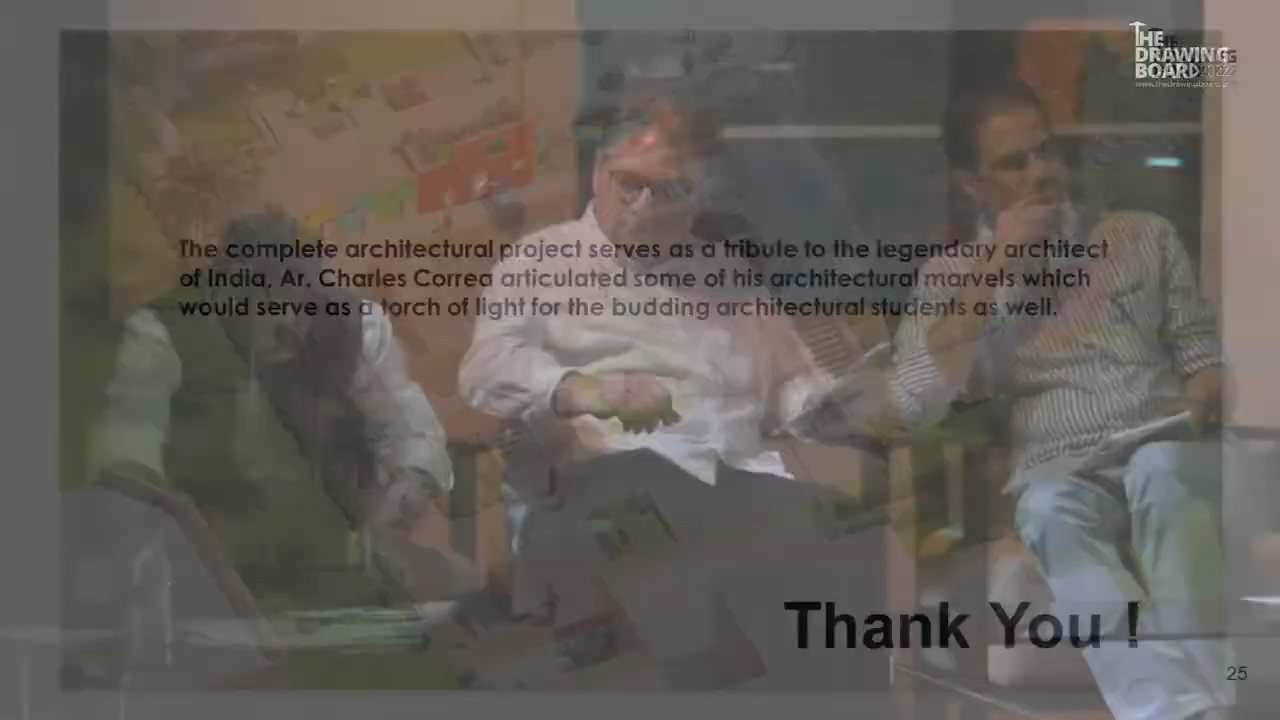 THE
DRAWING
BOARD
The complete architectural project serves as a tribute to the legendary architect
of India, Ar. Charles Correa articulated some of his architectural marvels which
would serve as a torch of light for the budding architectural students as well.
Thank You !
25